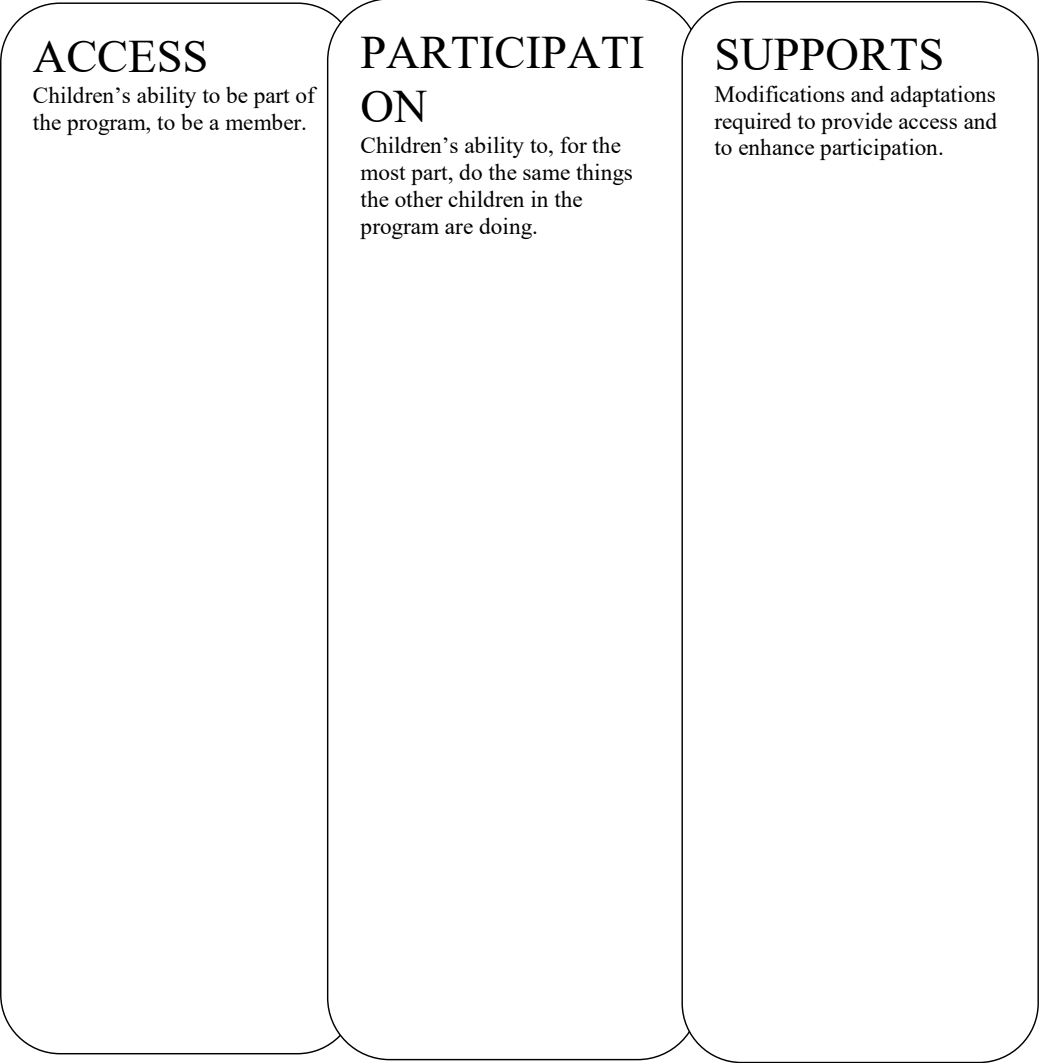 ACCESS
Children’s ability to be part of
the program, to be a member.
PARTICIPATI
ON
Children’s ability to, for the
most part, do the same things
the other children in the
program are doing.
SUPPORTS
Modifications and adaptations
required to provide access and
to enhance participation.